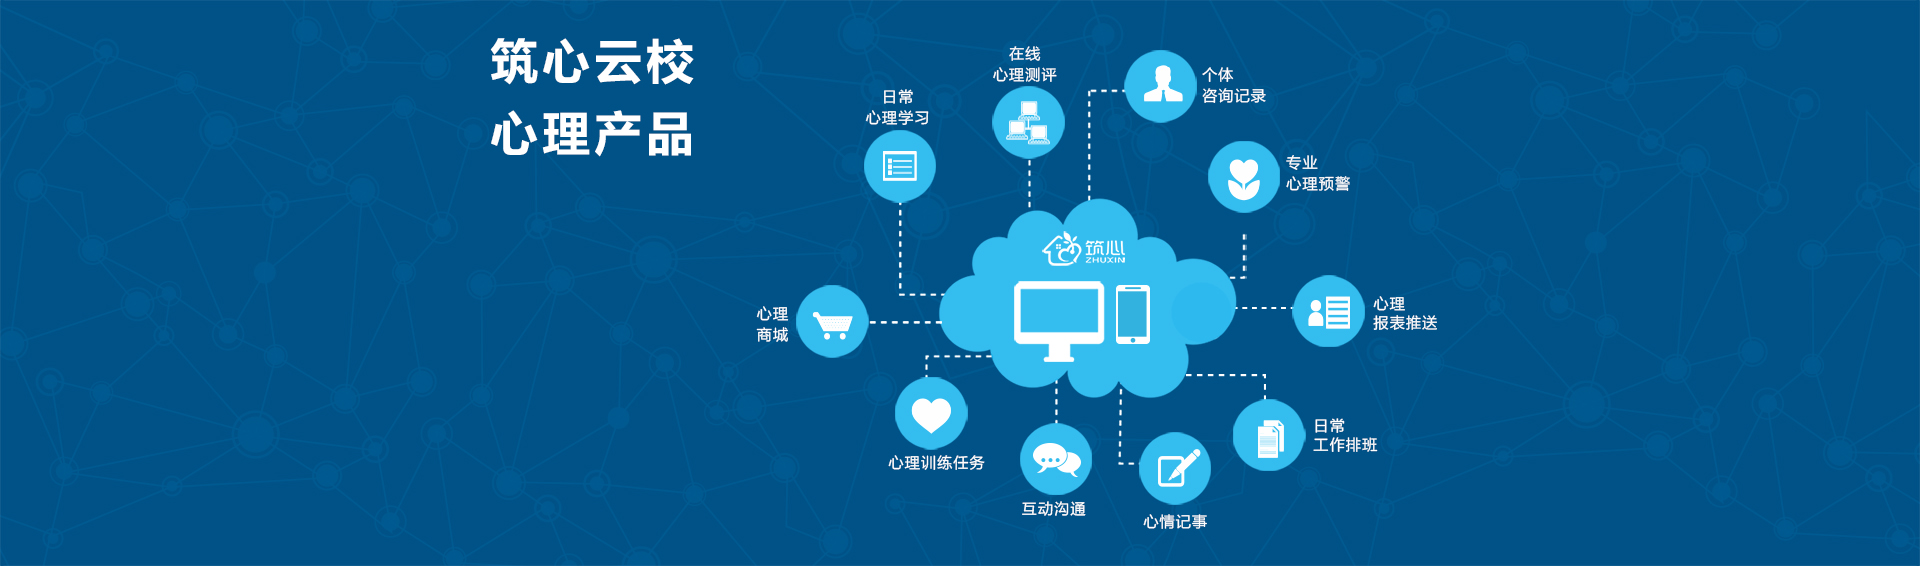 筑心云校
心理产品
在线
心理测评
个体
咨询记录
日常
心理学习
专业
心理预警
筑心
ZHUXIN
心理
商城
心理
报表推送
日常
工作排班
心理训练任务
互动沟通
心情记事